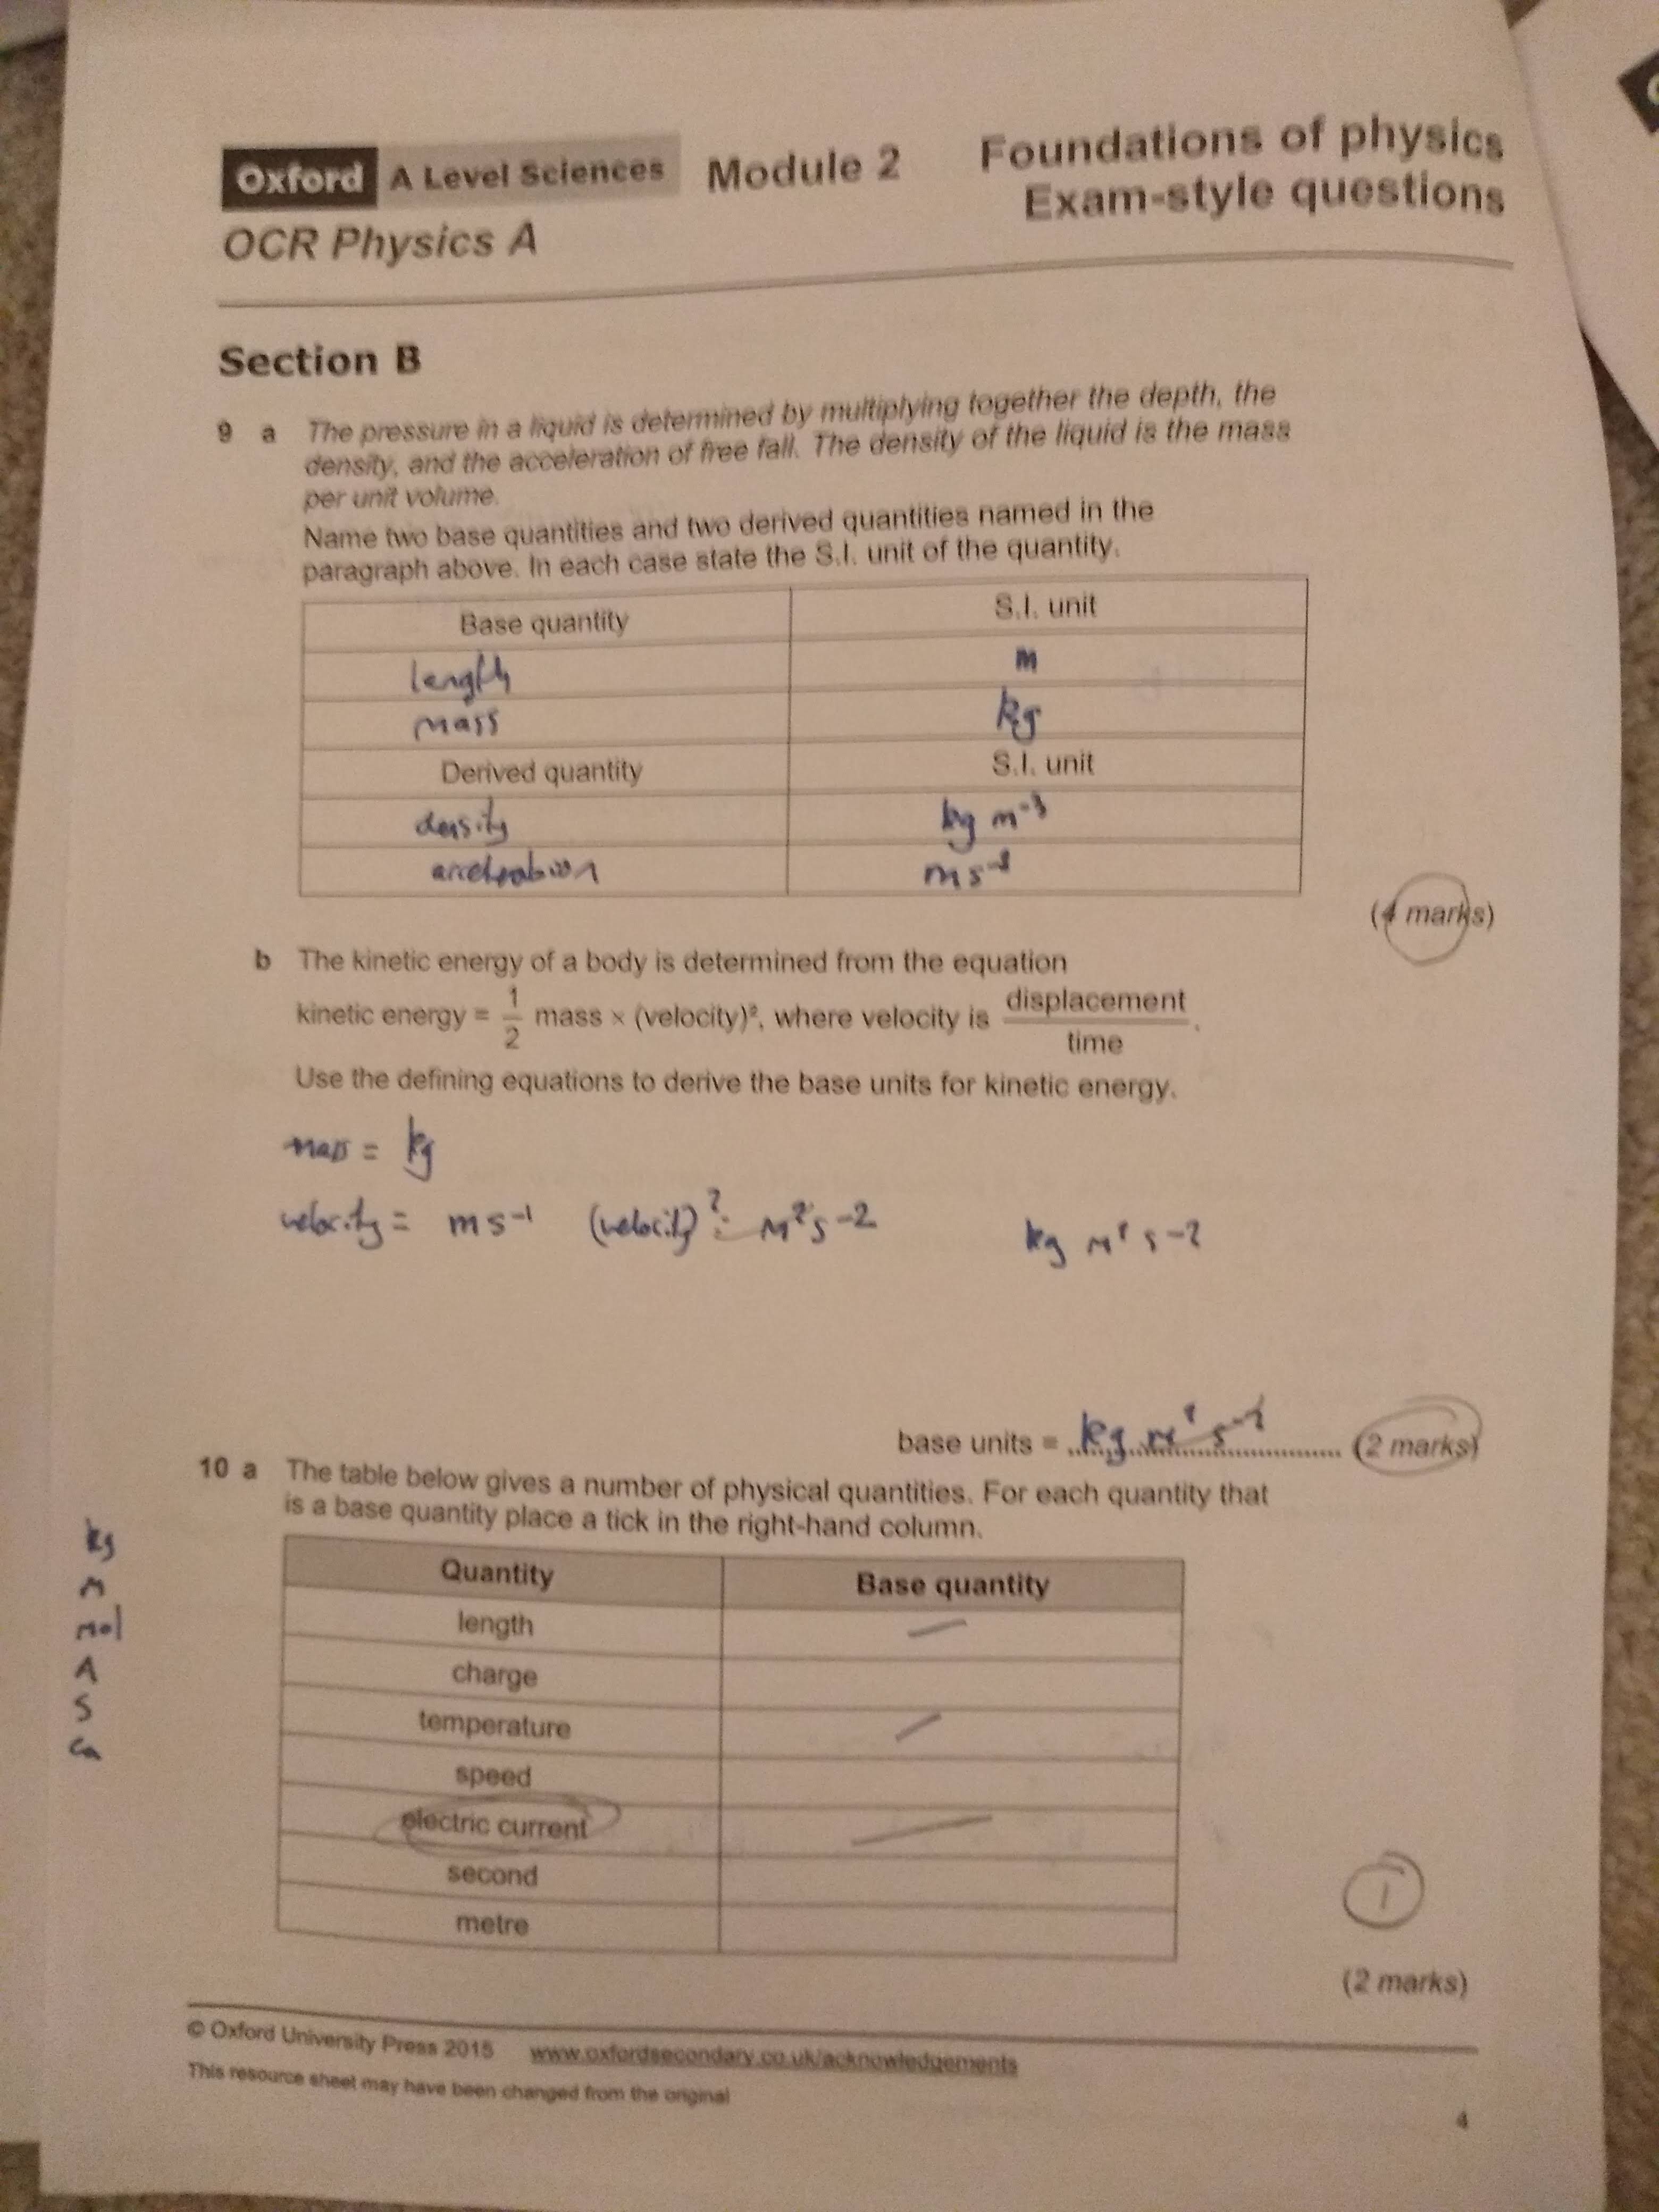 Oxford A Level Sciences Module 2 Foundations of physics
OCR Physics A Exam-style questions
Section B
9 a The pressure in a liquid is determined by multiplying together the depth, the
density, and the acceleration of free fall. The density of the liquid is the mass
per unit volume.
Name two base quantities and two derived quantities named in the
paragraph above. In each case state the S.I. unit of the quantity.
Base quantity S.I. unit
length m
mass kg
Derived quantity S.I. unit
density kg m⁻³
acceleration ms⁻²
(4 marks)
b The kinetic energy of a body is determined from the equation
kinetic energy = 1/2 mass × (velocity)², where velocity is displacement/time.
Use the defining equations to derive the base units for kinetic energy.
mass = kg
velocity = ms⁻¹ (velocity)² = m²s⁻² kg m² s⁻²
base units = kg m² s⁻² (2 marks)
10 a The table below gives a number of physical quantities. For each quantity that
is a base quantity place a tick in the right-hand column.
kg
m
mol
A
s
Quantity Base quantity
length
charge
temperature
speed
electric current
second
metre
1
(2 marks)
© Oxford University Press 2015 www.oxfordsecondary.co.uk/acknowledgements
This resource sheet may have been changed from the original
4